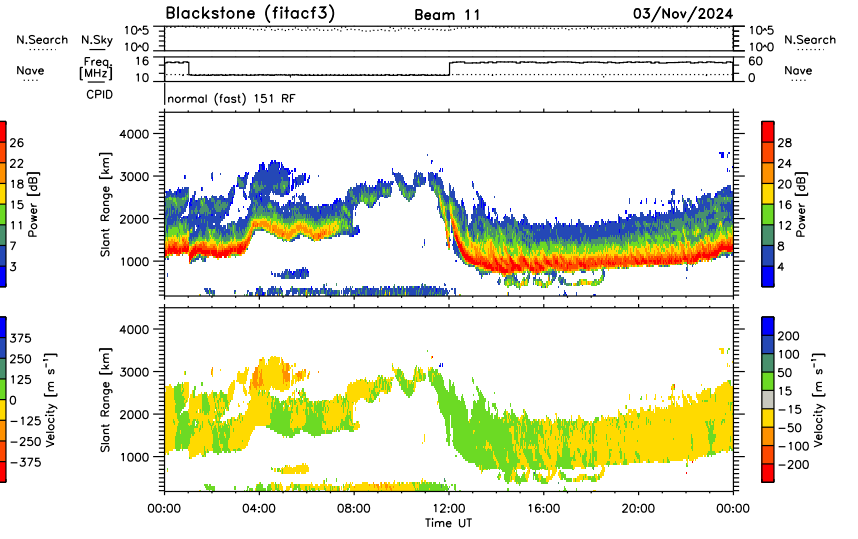 Blackstone (fitacf3) Beam 11 03/Nov/2024
N.Search N.Sky 10^5 10^0 10^5 10^0 N.Search
Nave Freq. [MHz] 16 10 60 0 Nave
CPID normal (fast) 151 RF
26 22 18 15 11 7 3
Power [dB]
Slant Range [km]
4000 3000 2000 1000
28 24 20 16 12 8 4
Power [dB]
375 250 125 0 -125 -250 -375
Velocity [m s⁻¹]
Slant Range [km]
4000 3000 2000 1000
200 100 50 15 -15 -50 -100 -200
Velocity [m s⁻¹]
00:00 04:00 08:00 12:00 16:00 20:00 00:00
Time UT